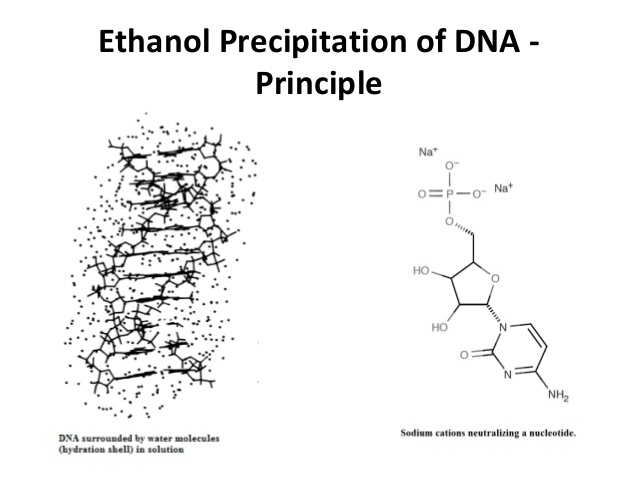 Ethanol Precipitation of DNA -
Principle
Na⁺
O⁻
O=P—O⁻ Na⁺
O
HO
O
HO
N
O
N
NH₂
DNA surrounded by water molecules
(hydration shell) in solution
Sodium cations neutralizing a nucleotide.